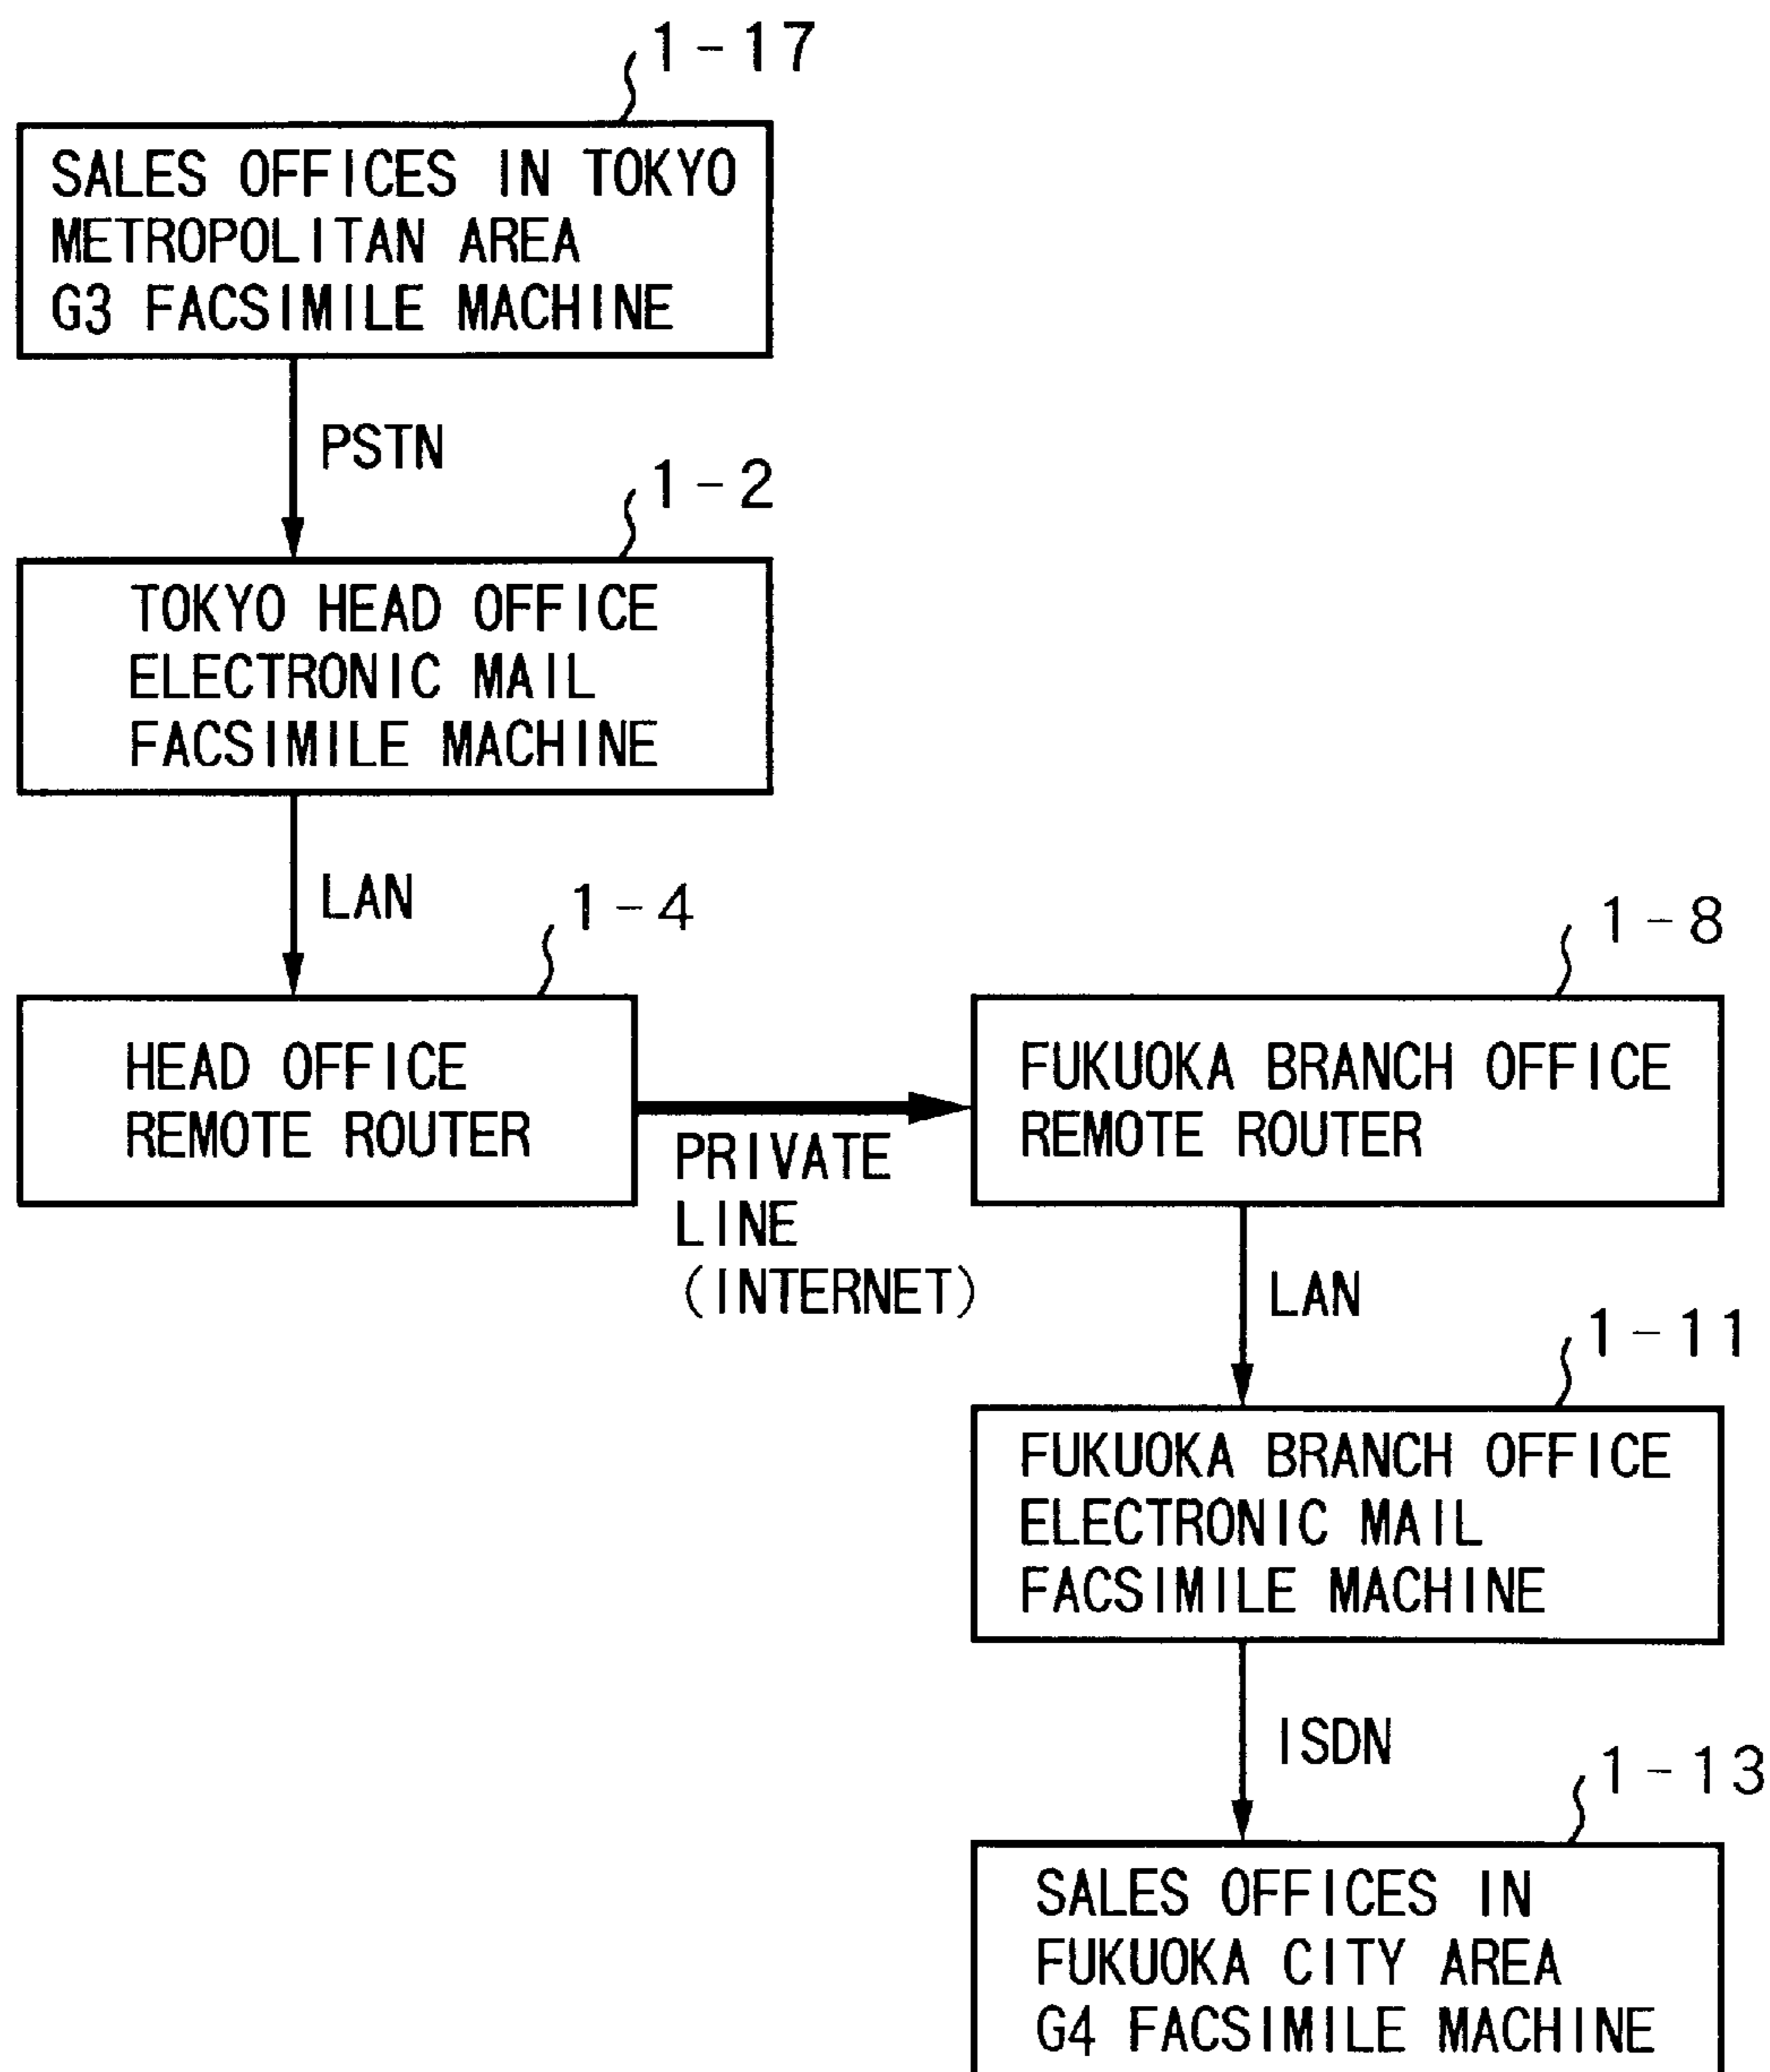 1-17
SALES OFFICES IN TOKYO
METROPOLITAN AREA
G3 FACSIMILE MACHINE
PSTN
1-2
TOKYO HEAD OFFICE
ELECTRONIC MAIL
FACSIMILE MACHINE
LAN
1-4
HEAD OFFICE
REMOTE ROUTER
PRIVATE
LINE
(INTERNET)
1-8
FUKUOKA BRANCH OFFICE
REMOTE ROUTER
LAN
1-11
FUKUOKA BRANCH OFFICE
ELECTRONIC MAIL
FACSIMILE MACHINE
ISDN
1-13
SALES OFFICES IN
FUKUOKA CITY AREA
G4 FACSIMILE MACHINE